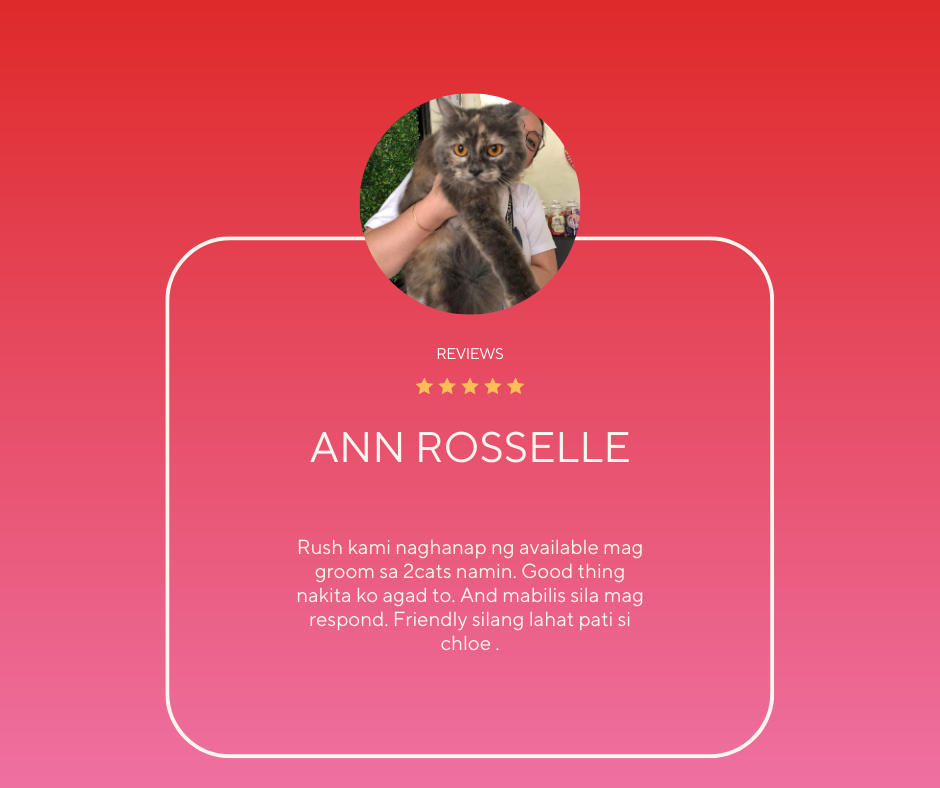 REVIEWS
ANN ROSSELLE
Rush kami naghanap ng available mag
groom sa 2cats namin. Good thing
nakita ko agad to. And mabilis sila mag
respond. Friendly silang lahat pati si
chloe .